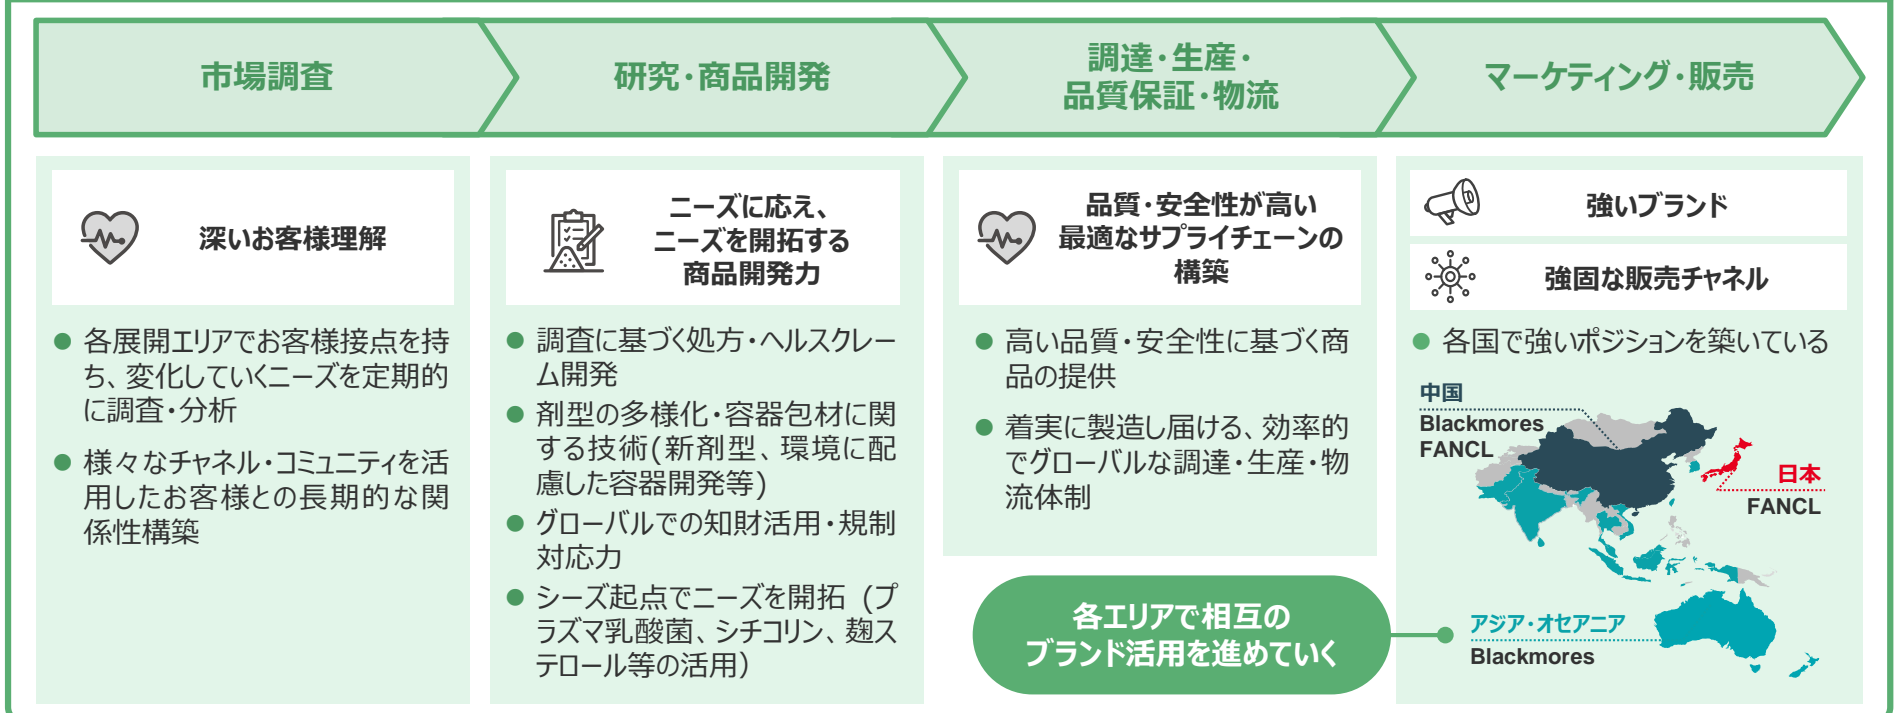 市場調査
研究・商品開発
調達・生産・
品質保証・物流
マーケティング・販売
深いお客様理解
各展開エリアでお客様接点を持
ち、変化していくニーズを定期的
に調査・分析
様々なチャネル・コミュニティを活
用したお客様との長期的な関
係性構築
ニーズに応え、
ニーズを開拓する
商品開発力
調査に基づく処方・ヘルスクレー
ム開発
剤型の多様化・容器包材に関
する技術(新剤型、環境に配
慮した容器開発等)
グローバルでの知財活用・規制
対応力
シーズ起点でニーズを開拓 (プ
ラズマ乳酸菌、シチコリン、麹ス
テロール等の活用)
品質・安全性が高い
最適なサプライチェーンの
構築
高い品質・安全性に基づく商
品の提供
着実に製造し届ける、効率的
でグローバルな調達・生産・物
流体制
各エリアで相互の
ブランド活用を進めていく
強いブランド
強固な販売チャネル
各国で強いポジションを築いている
中国
Blackmores
FANCL
日本
FANCL
アジア・オセアニア
Blackmores